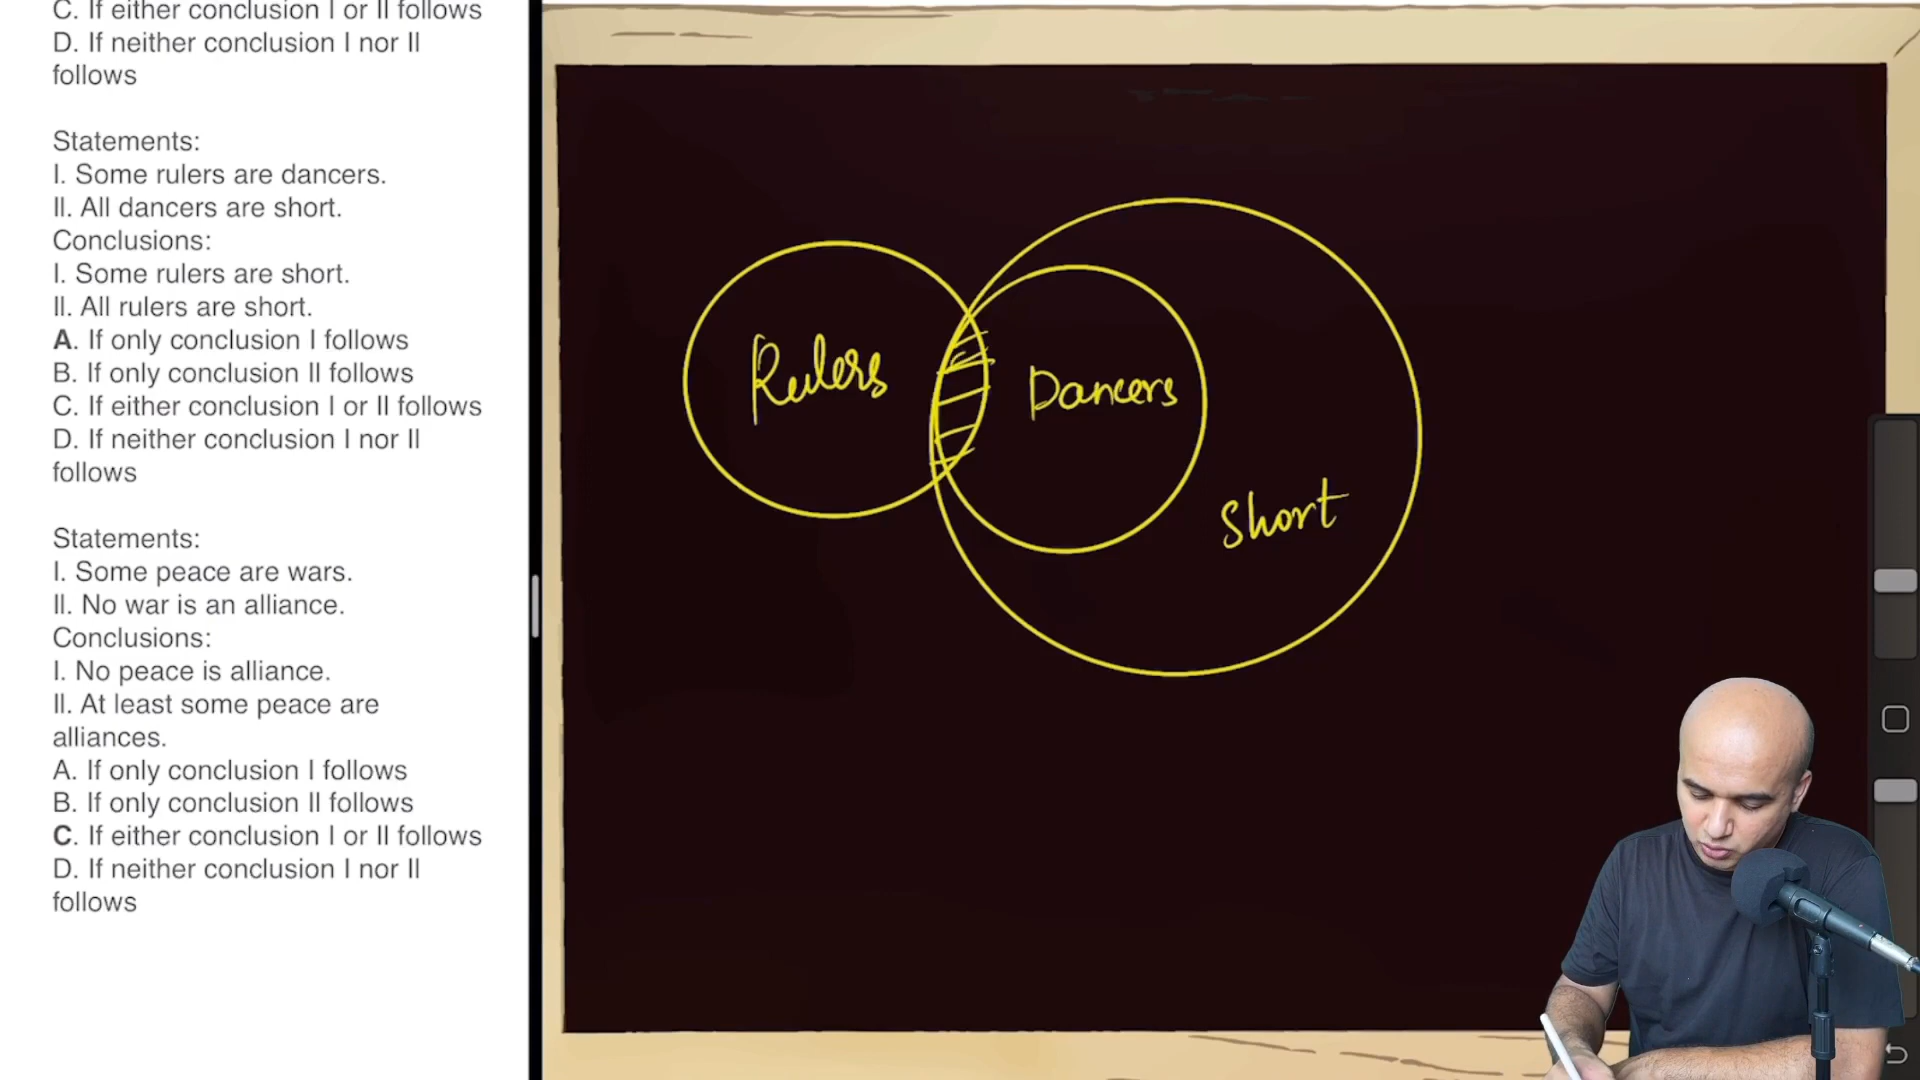 C. If either conclusion I or II follows
D. If neither conclusion I nor II
follows
Statements:
I. Some rulers are dancers.
II. All dancers are short.
Conclusions:
I. Some rulers are short.
II. All rulers are short.
A. If only conclusion I follows
B. If only conclusion II follows
C. If either conclusion I or II follows
D. If neither conclusion I nor II
follows
Statements:
I. Some peace are wars.
II. No war is an alliance.
Conclusions:
I. No peace is alliance.
II. At least some peace are
alliances.
A. If only conclusion I follows
B. If only conclusion II follows
C. If either conclusion I or II follows
D. If neither conclusion I nor II
follows
Rulers
Dancers
Short